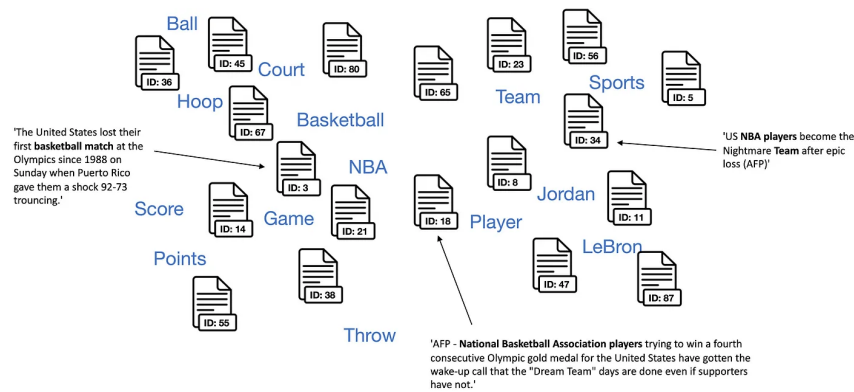 Ball
ID: 36
ID: 45
Court
ID: 80
Hoop
ID: 67
Basketball
ID: 65
ID: 23
ID: 56
Team
Sports
ID: 5
ID: 34
'The United States lost their
first basketball match at the
Olympics since 1988 on
Sunday when Puerto Rico
gave them a shock 92-73
trouncing.'
'US NBA players become the
Nightmare Team after epic
loss (AFP)'
ID: 3
NBA
ID: 8
Jordan
Score
ID: 14
Game
ID: 21
ID: 18
Player
ID: 11
LeBron
Points
ID: 55
ID: 38
ID: 47
ID: 87
Throw
'AFP - National Basketball Association players trying to win a fourth
consecutive Olympic gold medal for the United States have gotten the
wake-up call that the "Dream Team" days are done even if supporters
have not.'